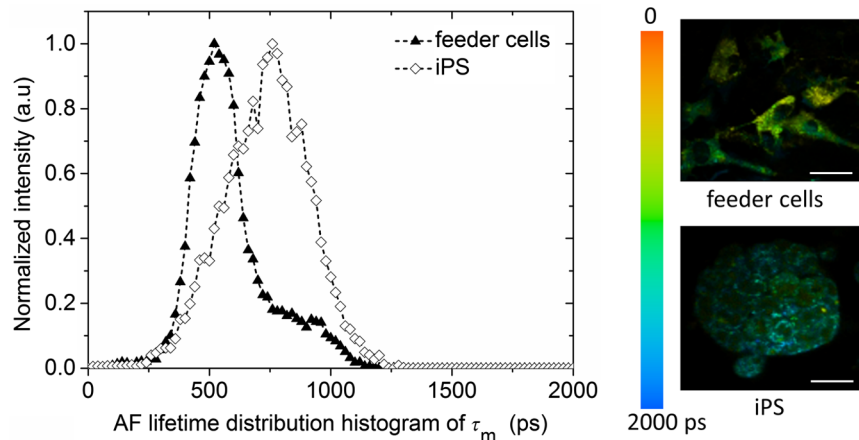 Normalized intensity (a.u)
1.0
0.8
0.6
0.4
0.2
0.0
0
500
1000
1500
2000
AF lifetime distribution histogram of τm (ps)
feeder cells
iPS
0
2000 ps
feeder cells
iPS